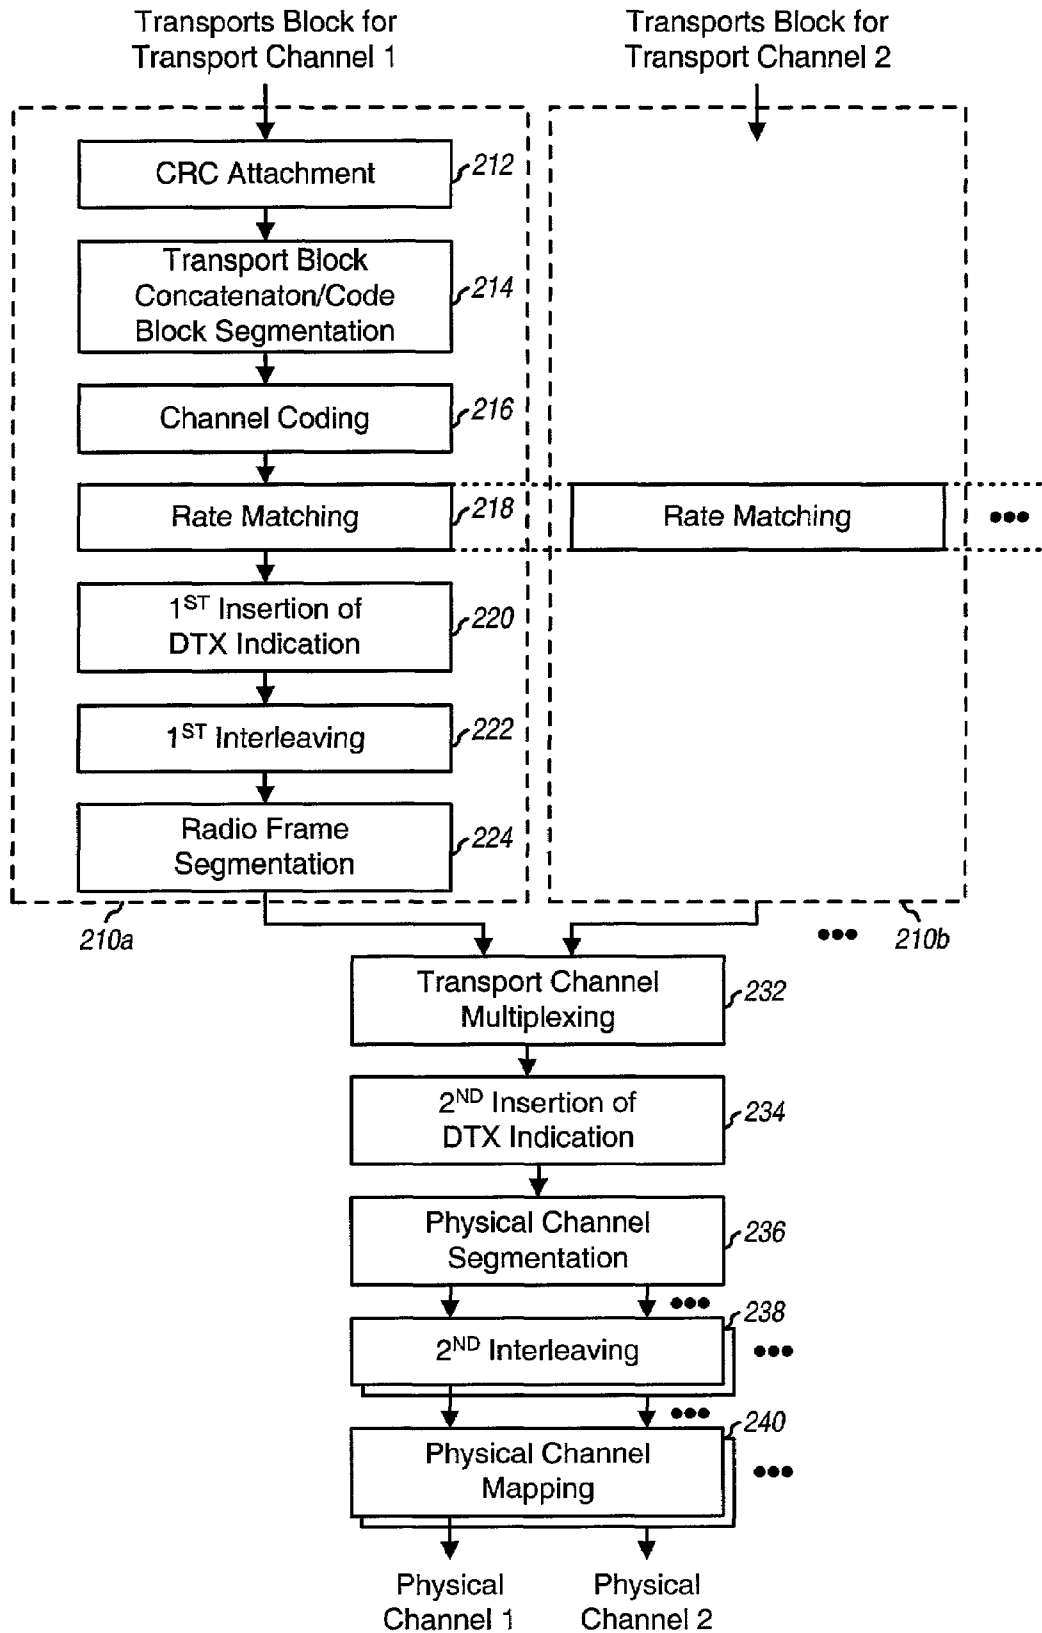 Transports Block for
Transport Channel 1
Transports Block for
Transport Channel 2
CRC Attachment
212
Transport Block
Concatenaton/Code
Block Segmentation
214
Channel Coding
216
Rate Matching
218
Rate Matching
•••
1ST Insertion of
DTX Indication
220
1ST Interleaving
222
Radio Frame
Segmentation
224
210a
•••
210b
Transport Channel
Multiplexing
232
2ND Insertion of
DTX Indication
234
Physical Channel
Segmentation
236
•••
238
2ND Interleaving
•••
•••
240
Physical Channel
Mapping
•••
Physical
Channel 1
Physical
Channel 2